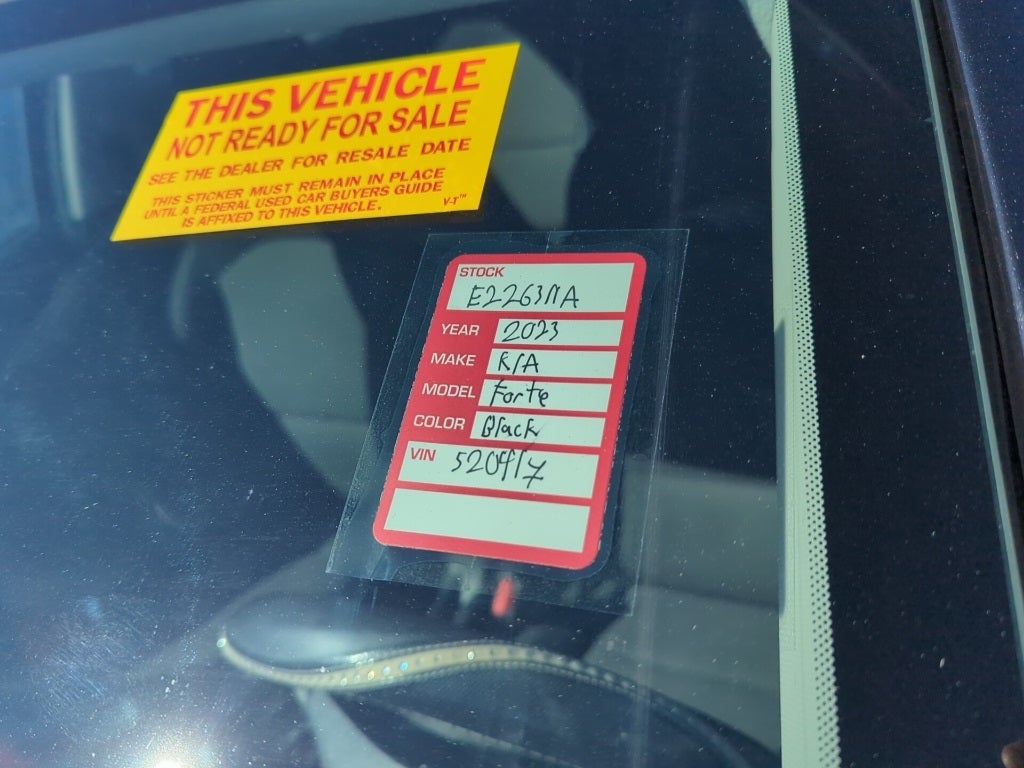 THIS VEHICLE
NOT READY FOR SALE
SEE THE DEALER FOR RESALE DATE
THIS STICKER MUST REMAIN IN PLACE
UNTIL A FEDERAL USED CAR BUYERS GUIDE
IS AFFIXED TO THIS VEHICLE.
V-T™
STOCK
YEAR 2023
MAKE KIA
MODEL Forte
COLOR Black
VIN 520417